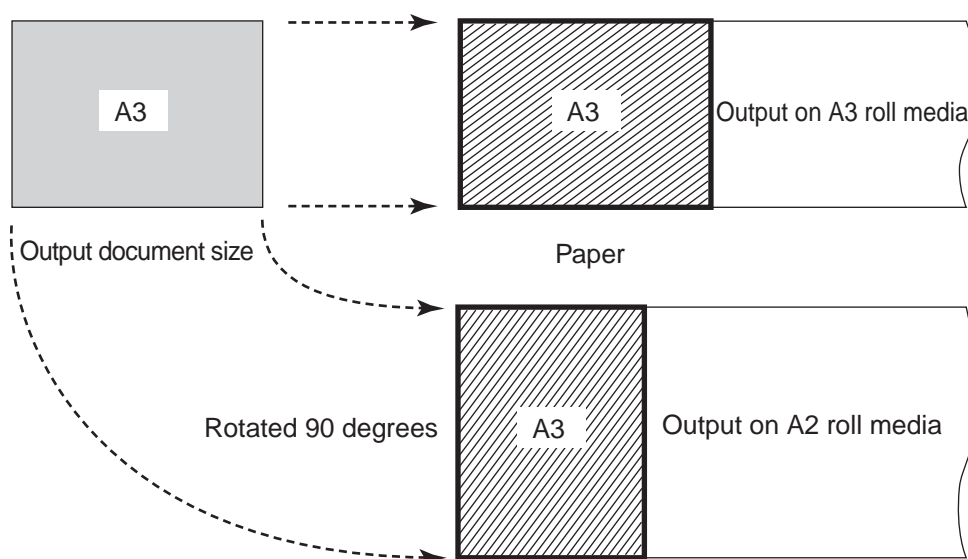 A3
A3
Output on A3 roll media
Output document size
Paper
Rotated 90 degrees
A3
Output on A2 roll media